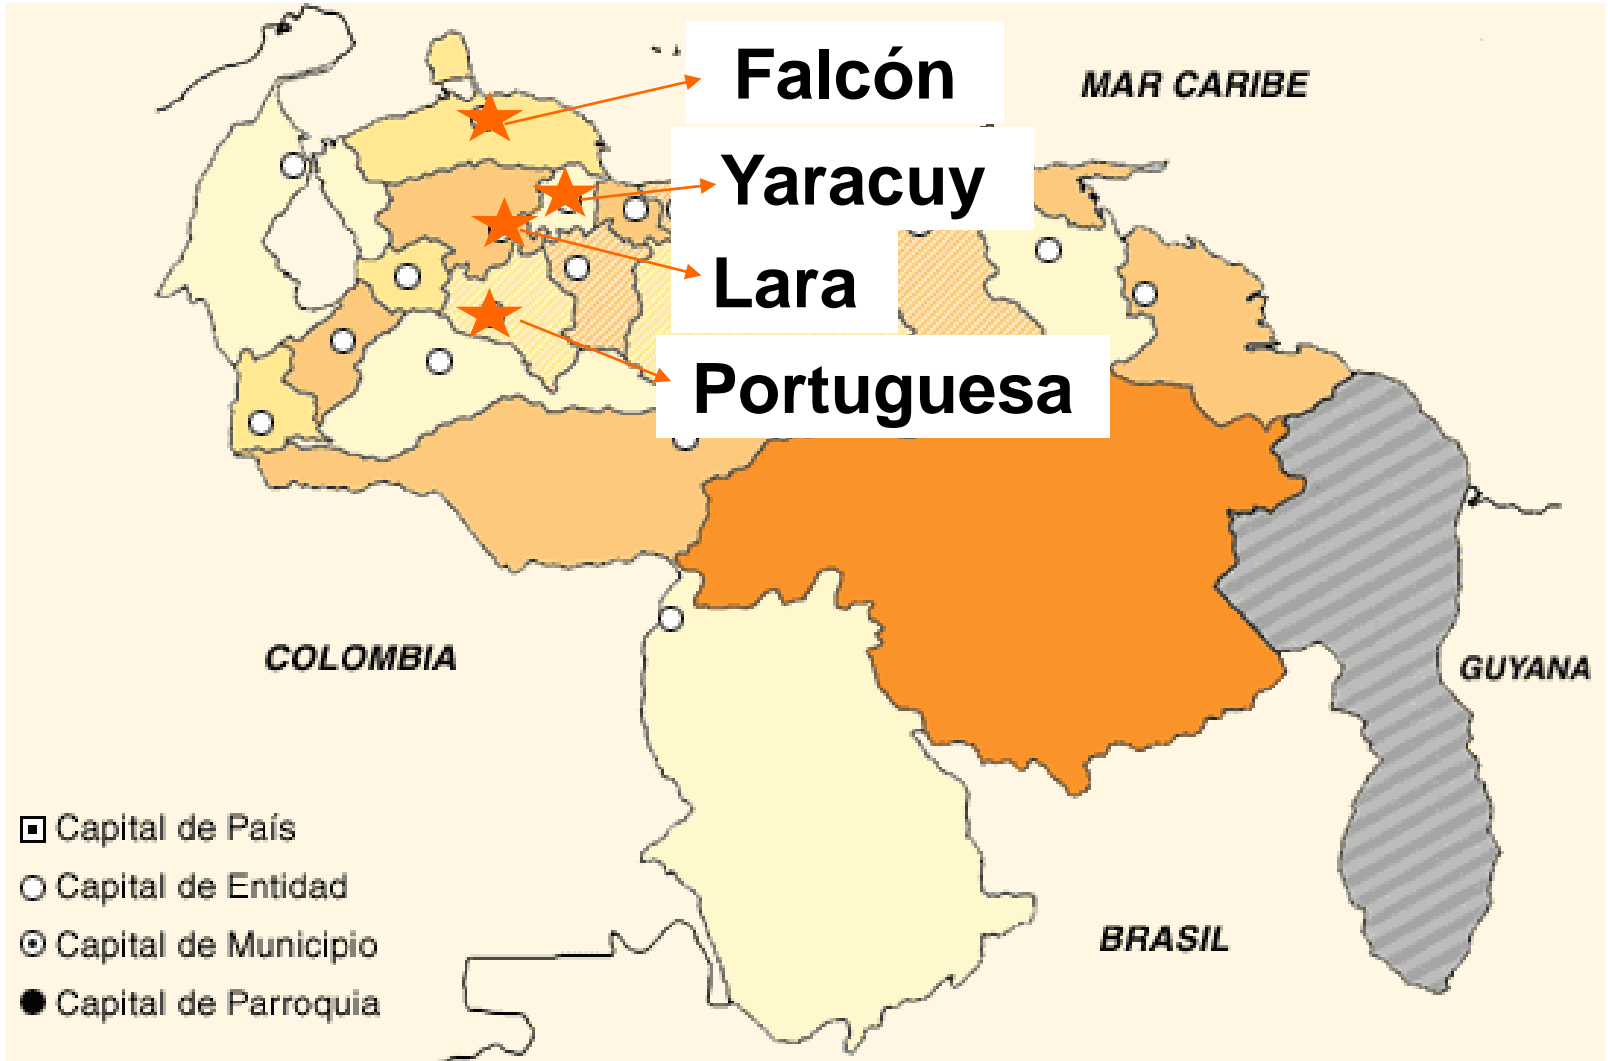 Falcón
MAR CARIBE
Yaracuy
Lara
Portuguesa
COLOMBIA
GUYANA
BRASIL
Capital de País
Capital de Entidad
Capital de Municipio
Capital de Parroquia